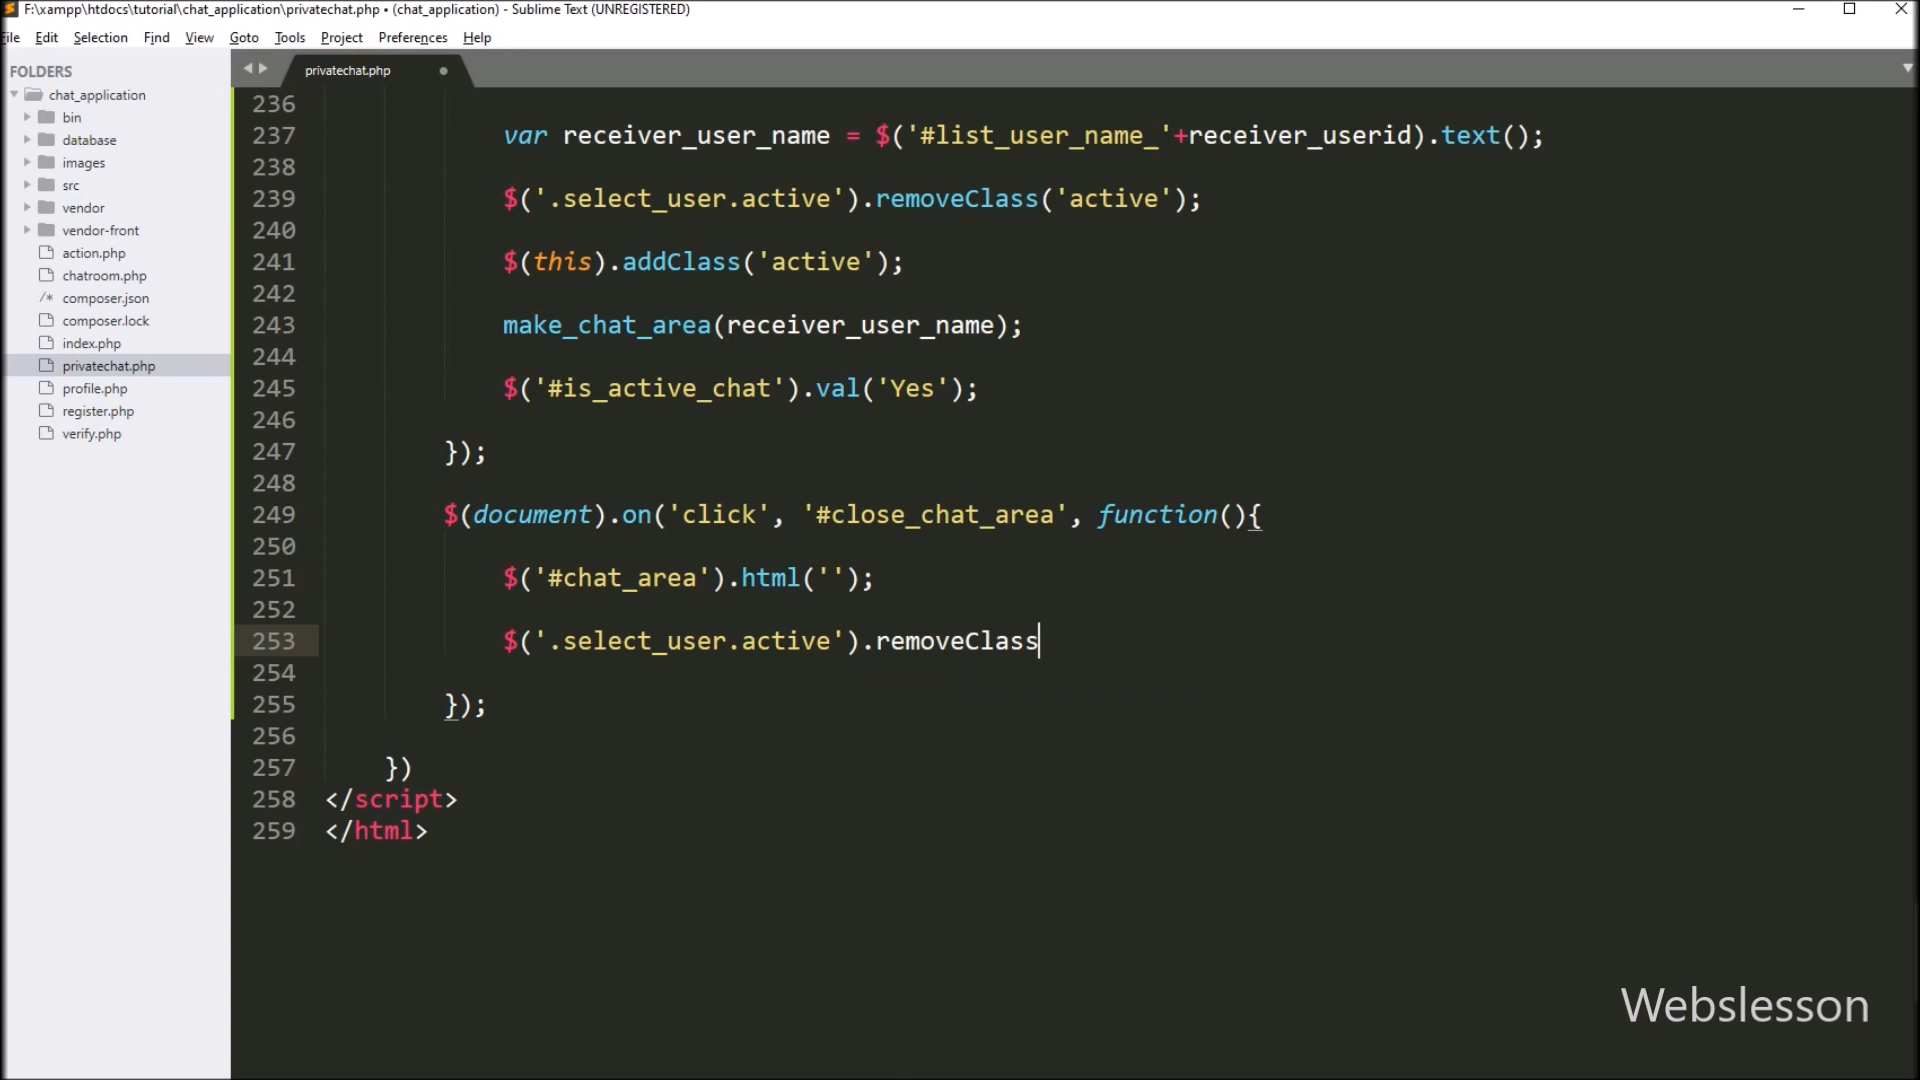 F:\xampp\htdocs\tutorial\chat_application\privatechat.php • (chat_application) - Sublime Text (UNREGISTERED)
File Edit Selection Find View Goto Tools Project Preferences Help
FOLDERS
chat_application
bin
database
images
src
vendor
vendor-front
action.php
chatroom.php
/* composer.json
composer.lock
index.php
privatechat.php
profile.php
register.php
verify.php
privatechat.php
236
237 var receiver_user_name = $('#list_user_name_'+receiver_userid).text();
238
239 $('.select_user.active').removeClass('active');
240
241 $(this).addClass('active');
242
243 make_chat_area(receiver_user_name);
244
245 $('#is_active_chat').val('Yes');
246
247 });
248
249 $(document).on('click', '#close_chat_area', function(){
250
251 $('#chat_area').html('');
252
253 $('.select_user.active').removeClass
254
255 });
256
257 })
258 </script>
259 </html>
Webslesson